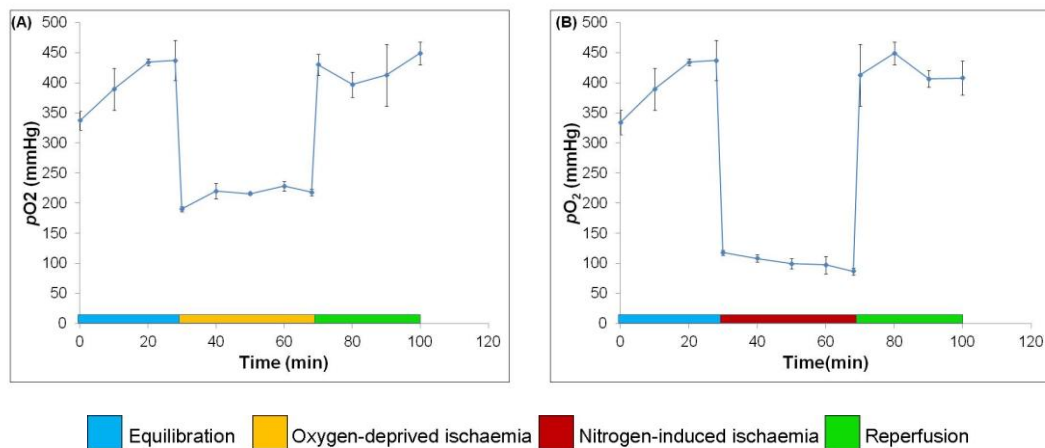 (A)
500
450
400
350
300
250
200
150
100
50
0
pO2 (mmHg)
0 20 40 60 80 100 120
Time (min)
(B)
500
450
400
350
300
250
200
150
100
50
0
pO₂ (mmHg)
0 20 40 60 80 100 120
Time(min)
Equilibration Oxygen-deprived ischaemia Nitrogen-induced ischaemia Reperfusion